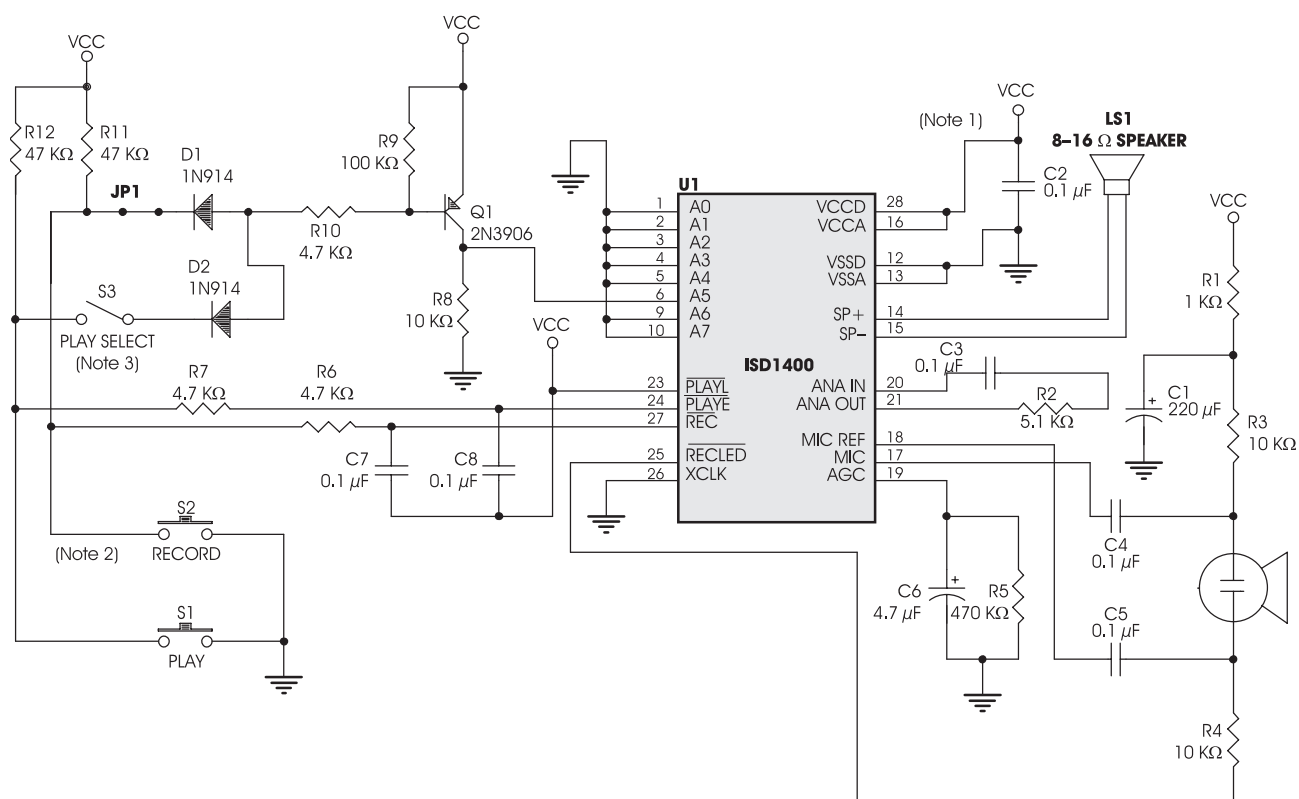 VCC
VCC
R12
47 KΩ
R11
47 KΩ
D1
1N914
JP1
R9
100 KΩ
R10
4.7 KΩ
Q1
2N3906
S3
PLAY SELECT
(Note 3)
D2
1N914
R8
10 KΩ
VCC
R7
4.7 KΩ
R6
4.7 KΩ
C7
0.1 µF
C8
0.1 µF
(Note 2)
S2
RECORD
S1
PLAY
U1
ISD1400
1 A0
2 A1
3 A2
4 A3
5 A4
6 A5
9 A6
10 A7
23 PLAYL
24 PLAYE
27 REC
25 RECLED
26 XCLK
VCCD 28
VCCA 16
VSSD 12
VSSA 13
SP+ 14
SP– 15
ANA IN 20
ANA OUT 21
MIC REF 18
MIC 17
AGC 19
(Note 1)
VCC
C2
0.1 µF
LS1
8–16 Ω SPEAKER
VCC
R1
1 KΩ
C3
0.1 µF
R2
5.1 KΩ
C1
+
220 µF
R3
10 KΩ
C4
0.1 µF
C6
+
4.7 µF
R5
470 KΩ
C5
0.1 µF
R4
10 KΩ